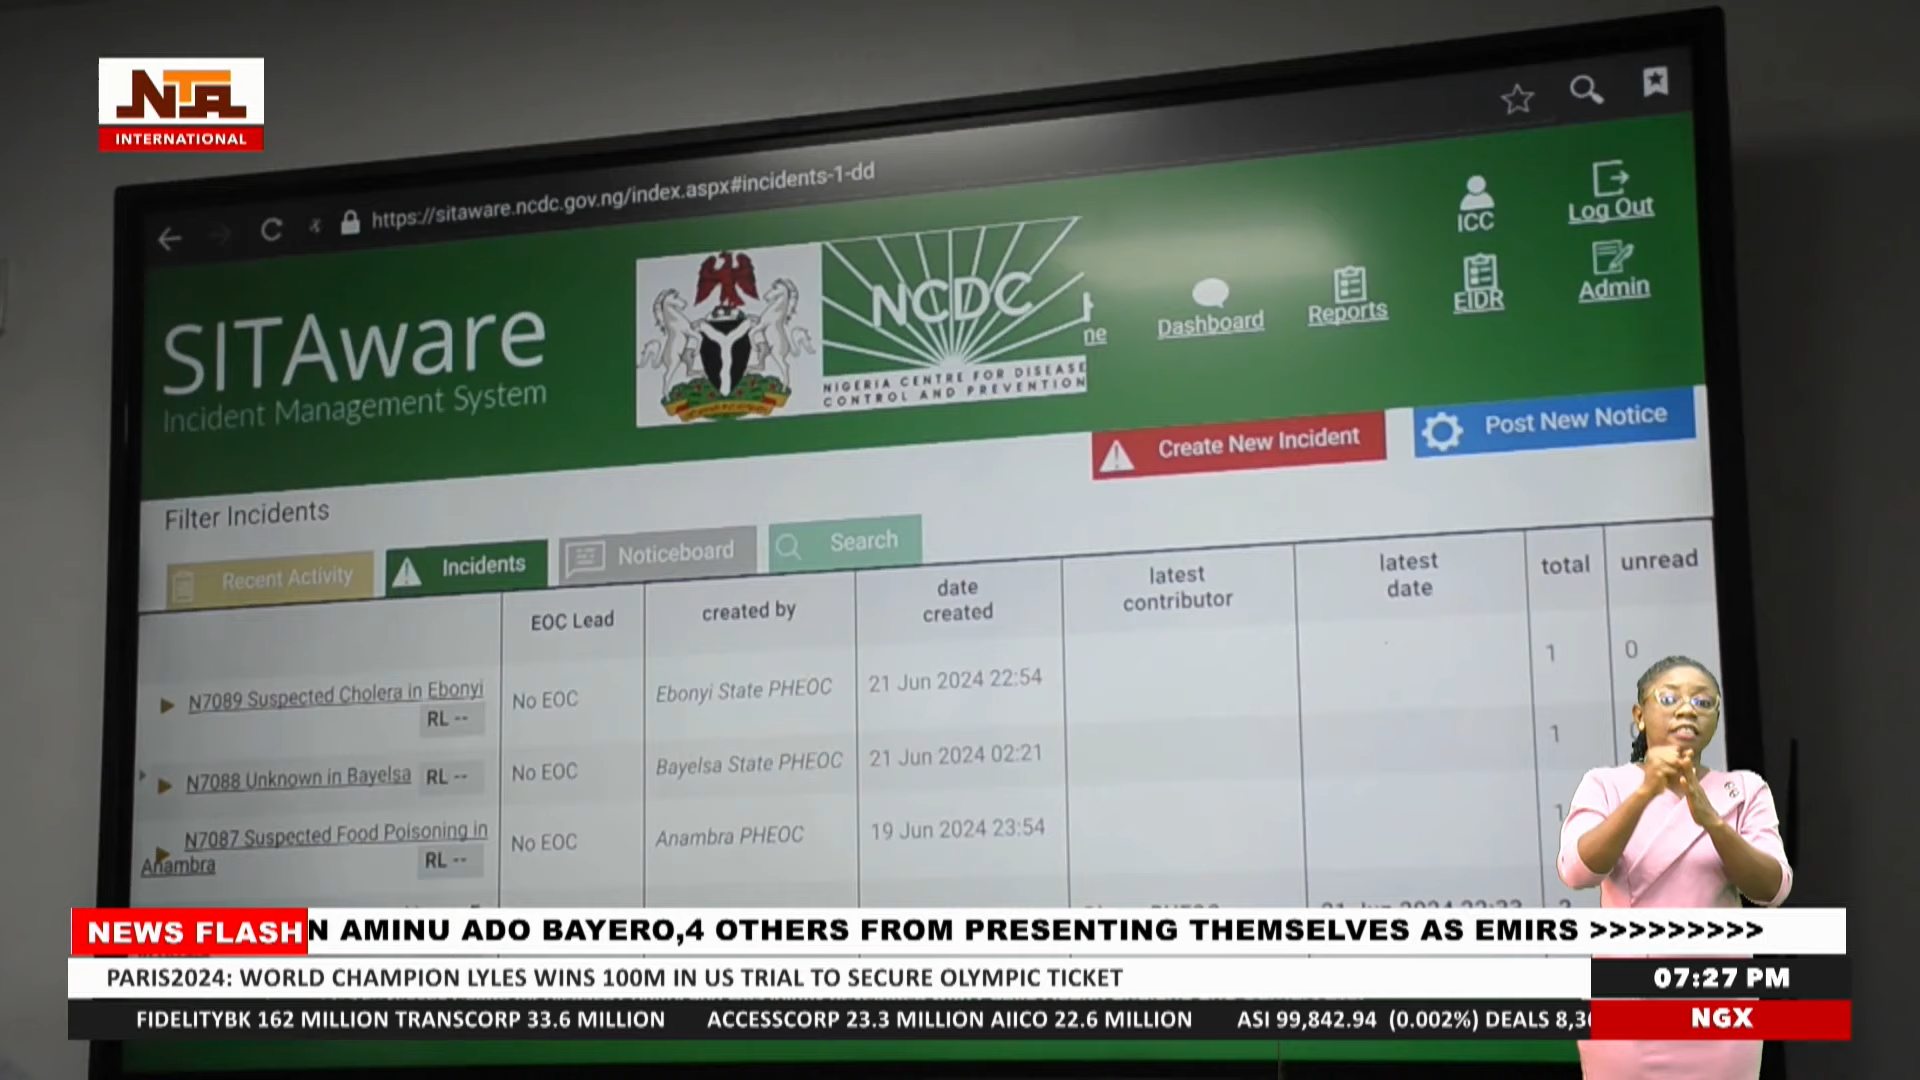 NTA
INTERNATIONAL
https://sitaware.ncdc.gov.ng/index.aspx#incidents-1-dd
ICC
Log Out
SITAware
Incident Management System
NCDC
NIGERIA CENTRE FOR DISEASE
CONTROL AND PREVENTION
ne
Dashboard
Reports
EIDR
Admin
Create New Incident
Post New Notice
Filter Incidents
Recent Activity
Incidents
Noticeboard
Search
EOC Lead
created by
date
created
latest
contributor
latest
date
total
unread
N7089 Suspected Cholera in Ebonyi
RL --
No EOC
Ebonyi State PHEOC
21 Jun 2024 22:54
1
0
N7088 Unknown in Bayelsa RL --
No EOC
Bayelsa State PHEOC
21 Jun 2024 02:21
1
N7087 Suspected Food Poisoning in
Anambra
RL --
No EOC
Anambra PHEOC
19 Jun 2024 23:54
1
NEWS FLASH
N AMINU ADO BAYERO,4 OTHERS FROM PRESENTING THEMSELVES AS EMIRS >>>>>>>>>
PARIS2024: WORLD CHAMPION LYLES WINS 100M IN US TRIAL TO SECURE OLYMPIC TICKET
07:27 PM
FIDELITYBK 162 MILLION TRANSCORP 33.6 MILLION ACCESSCORP 23.3 MILLION AIICO 22.6 MILLION ASI 99,842.94 (0.002%) DEALS 8,3
NGX